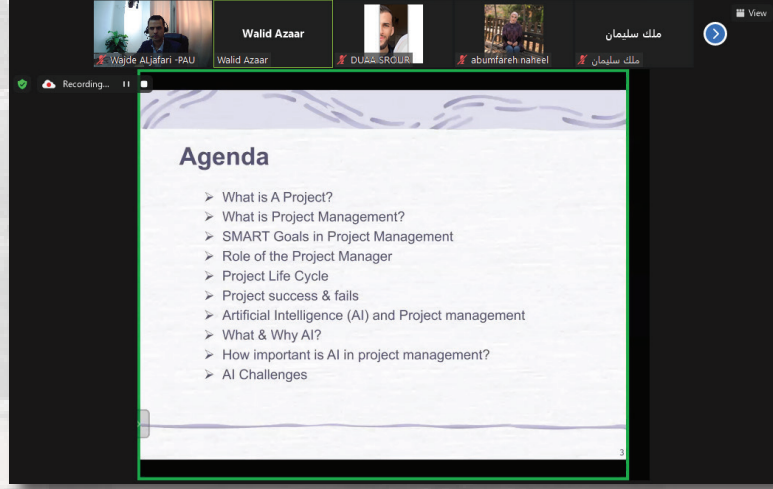 View
Walid Azaar
ملك سليمان
Wajde ALjafari -PAU
Walid Azaar
DUAA SROUR
abumfareh naheel
ملك سليمان
Recording...
Agenda
➢ What is A Project?
➢ What is Project Management?
➢ SMART Goals in Project Management
➢ Role of the Project Manager
➢ Project Life Cycle
➢ Project success & fails
➢ Artificial Intelligence (AI) and Project management
➢ What & Why AI?
➢ How important is AI in project management?
➢ AI Challenges
3